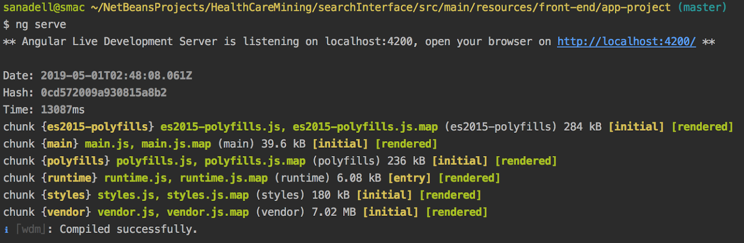 sanadell@smac ~/NetBeansProjects/HealthCareMining/searchInterface/src/main/resources/front-end/app-project (master)
$ ng serve
** Angular Live Development Server is listening on localhost:4200, open your browser on http://localhost:4200/ **
Date: 2019-05-01T02:48:08.061Z
Hash: 0cd572009a930815a8b2
Time: 13087ms
chunk {es2015-polyfills} es2015-polyfills.js, es2015-polyfills.js.map (es2015-polyfills) 284 kB [initial] [rendered]
chunk {main} main.js, main.js.map (main) 39.6 kB [initial] [rendered]
chunk {polyfills} polyfills.js, polyfills.js.map (polyfills) 236 kB [initial] [rendered]
chunk {runtime} runtime.js, runtime.js.map (runtime) 6.08 kB [entry] [rendered]
chunk {styles} styles.js, styles.js.map (styles) 180 kB [initial] [rendered]
chunk {vendor} vendor.js, vendor.js.map (vendor) 7.02 MB [initial] [rendered]
ℹ ｢wdm｣: Compiled successfully.